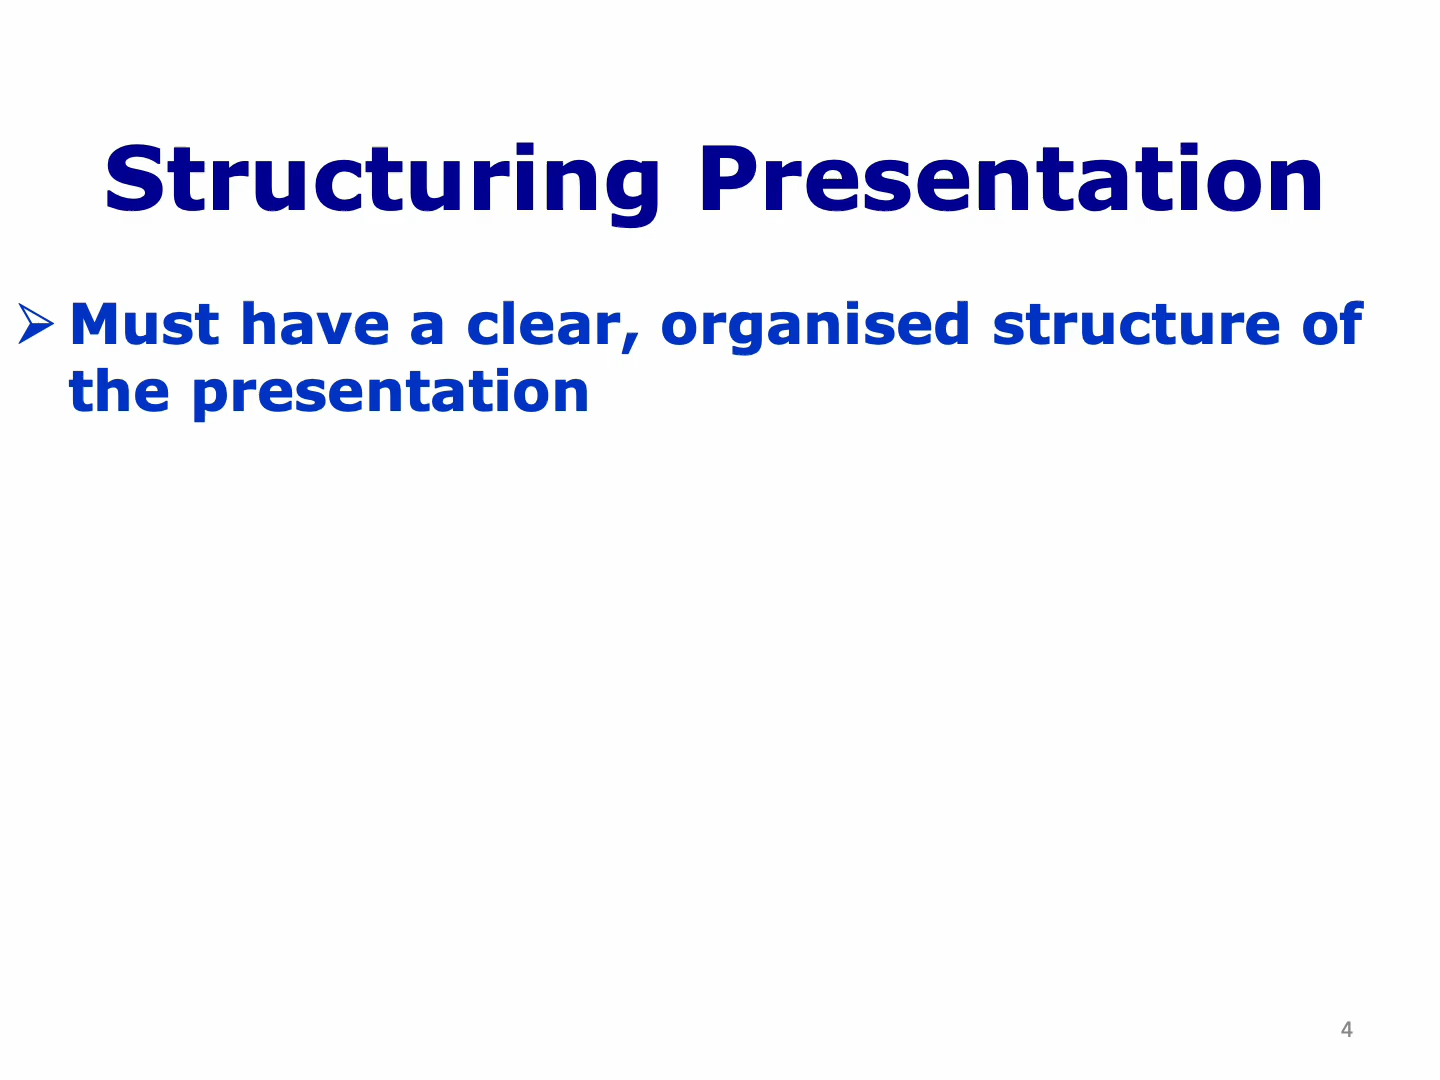 Structuring Presentation
➢ Must have a clear, organised structure of
the presentation
4